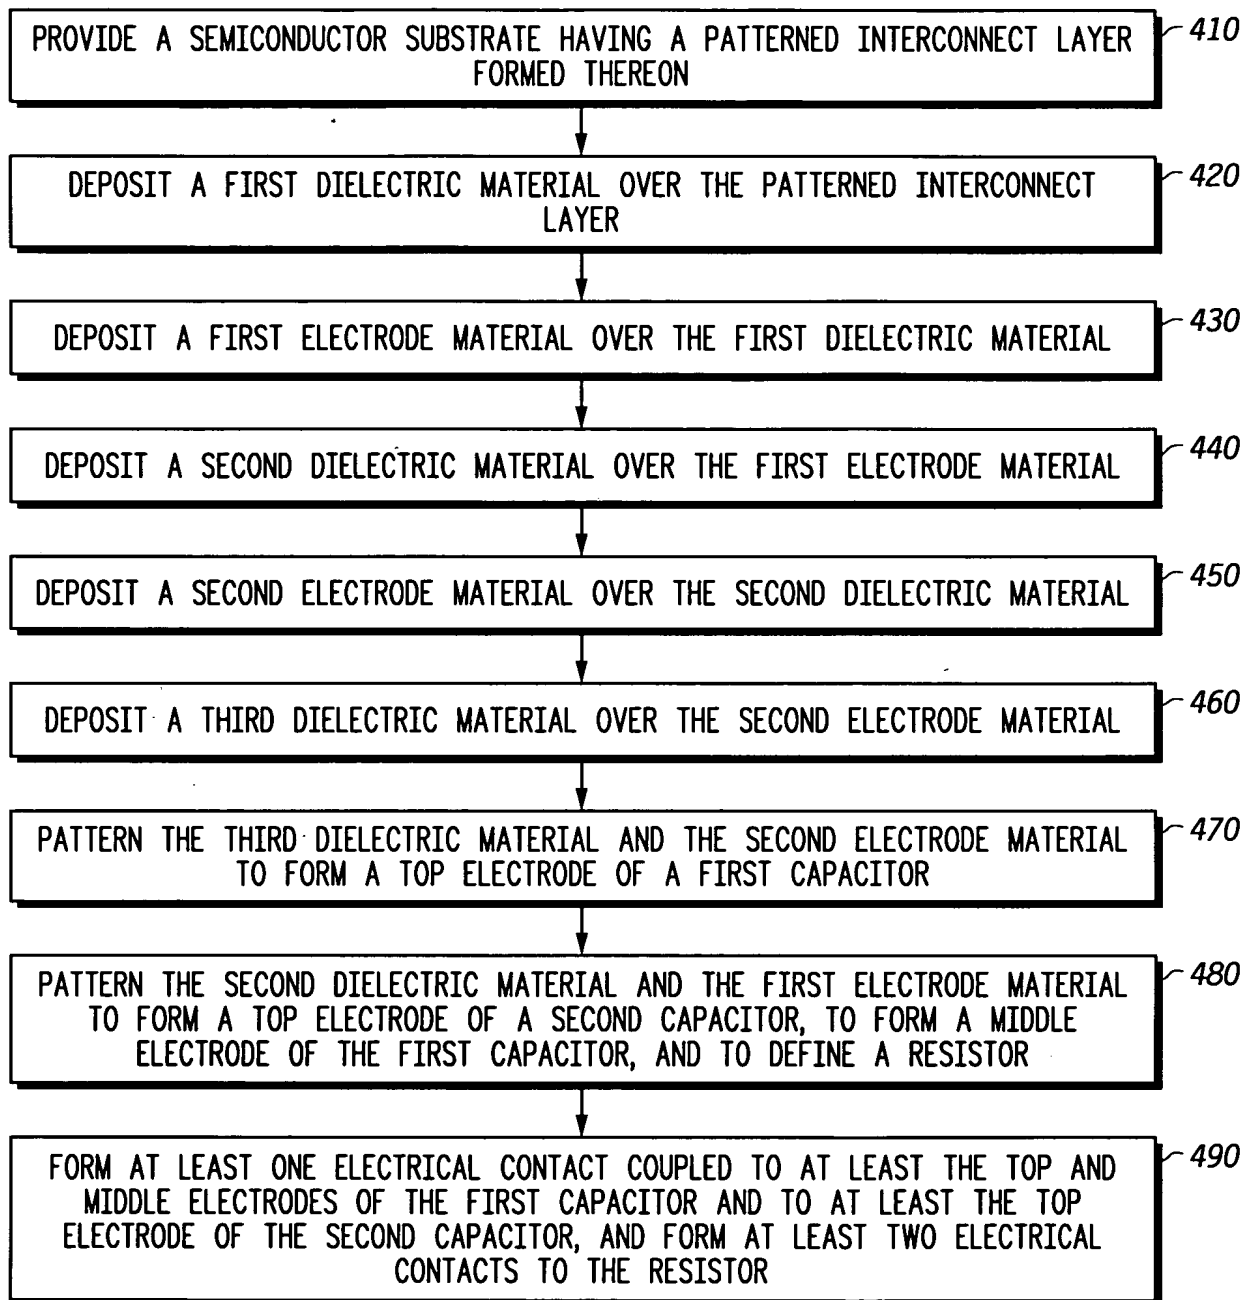 PROVIDE A SEMICONDUCTOR SUBSTRATE HAVING A PATTERNED INTERCONNECT LAYER
FORMED THEREON
410
DEPOSIT A FIRST DIELECTRIC MATERIAL OVER THE PATTERNED INTERCONNECT
LAYER
420
DEPOSIT A FIRST ELECTRODE MATERIAL OVER THE FIRST DIELECTRIC MATERIAL
430
DEPOSIT A SECOND DIELECTRIC MATERIAL OVER THE FIRST ELECTRODE MATERIAL
440
DEPOSIT A SECOND ELECTRODE MATERIAL OVER THE SECOND DIELECTRIC MATERIAL
450
DEPOSIT A THIRD DIELECTRIC MATERIAL OVER THE SECOND ELECTRODE MATERIAL
460
PATTERN THE THIRD DIELECTRIC MATERIAL AND THE SECOND ELECTRODE MATERIAL
TO FORM A TOP ELECTRODE OF A FIRST CAPACITOR
470
PATTERN THE SECOND DIELECTRIC MATERIAL AND THE FIRST ELECTRODE MATERIAL
TO FORM A TOP ELECTRODE OF A SECOND CAPACITOR, TO FORM A MIDDLE
ELECTRODE OF THE FIRST CAPACITOR, AND TO DEFINE A RESISTOR
480
FORM AT LEAST ONE ELECTRICAL CONTACT COUPLED TO AT LEAST THE TOP AND
MIDDLE ELECTRODES OF THE FIRST CAPACITOR AND TO AT LEAST THE TOP
ELECTRODE OF THE SECOND CAPACITOR, AND FORM AT LEAST TWO ELECTRICAL
CONTACTS TO THE RESISTOR
490